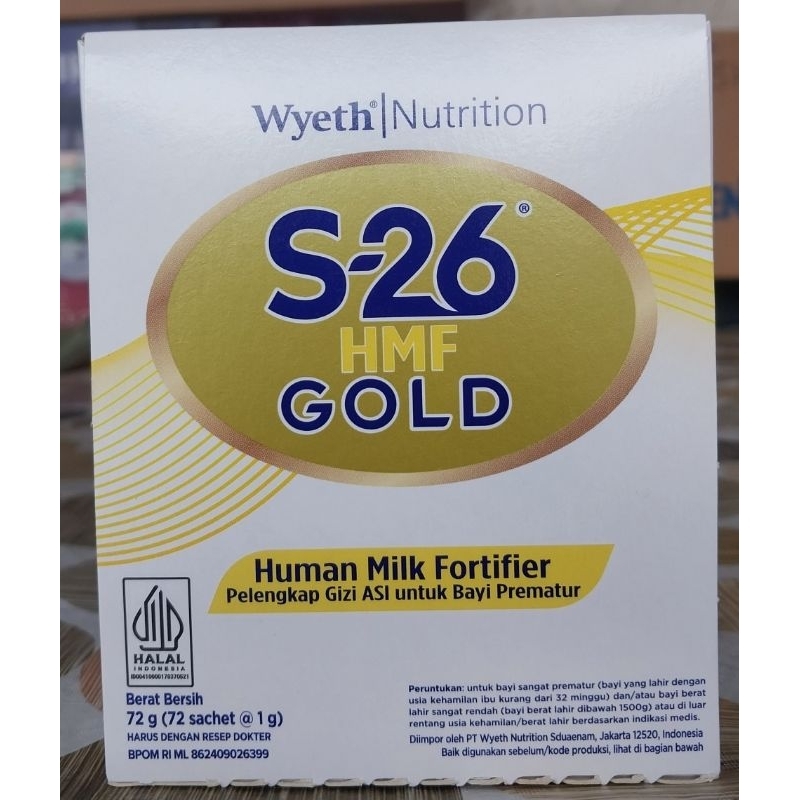 Wyeth® | Nutrition
S-26®
HMF
GOLD
Human Milk Fortifier
Pelengkap Gizi ASI untuk Bayi Prematur
HALAL
INDONESIA
ID00410000170370621
Berat Bersih
72 g (72 sachet @ 1 g)
HARUS DENGAN RESEP DOKTER
BPOM RI ML 862409026399
Peruntukan: untuk bayi sangat prematur (bayi yang lahir dengan
usia kehamilan ibu kurang dari 32 minggu) dan/atau bayi berat
lahir sangat rendah (bayi berat lahir dibawah 1500g) atau di luar
rentang usia kehamilan/berat lahir berdasarkan indikasi medis.
Diimpor oleh PT Wyeth Nutrition Sduaenam, Jakarta 12520, Indonesia
Baik digunakan sebelum/kode produksi, lihat di bagian bawah